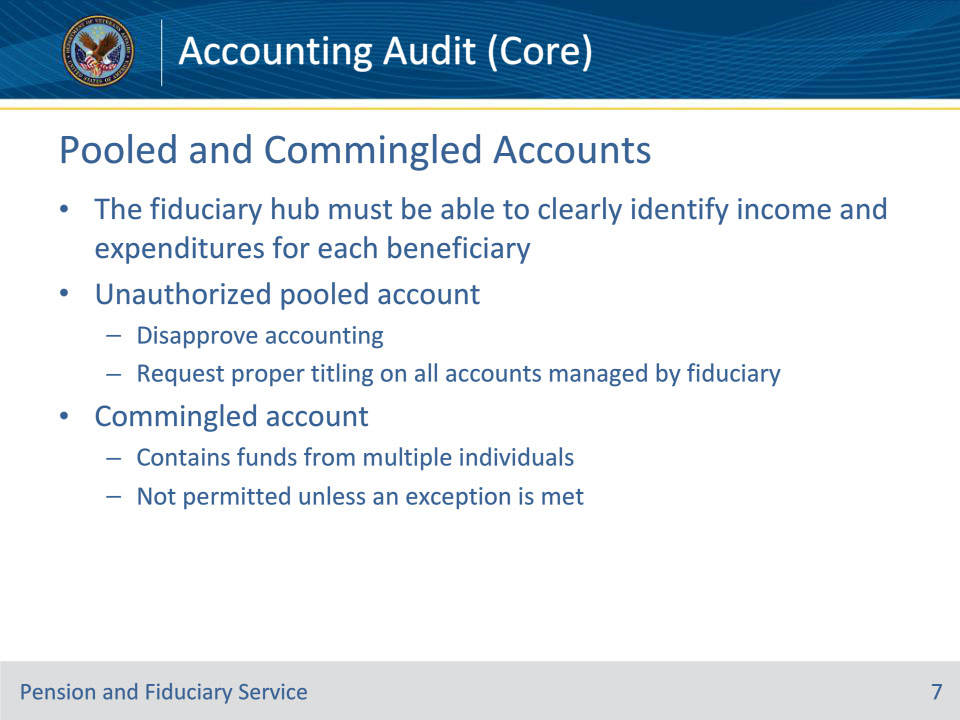 Accounting Audit (Core)
Pooled and Commingled Accounts
• The fiduciary hub must be able to clearly identify income and
expenditures for each beneficiary
• Unauthorized pooled account
– Disapprove accounting
– Request proper titling on all accounts managed by fiduciary
• Commingled account
– Contains funds from multiple individuals
– Not permitted unless an exception is met
Pension and Fiduciary Service
7